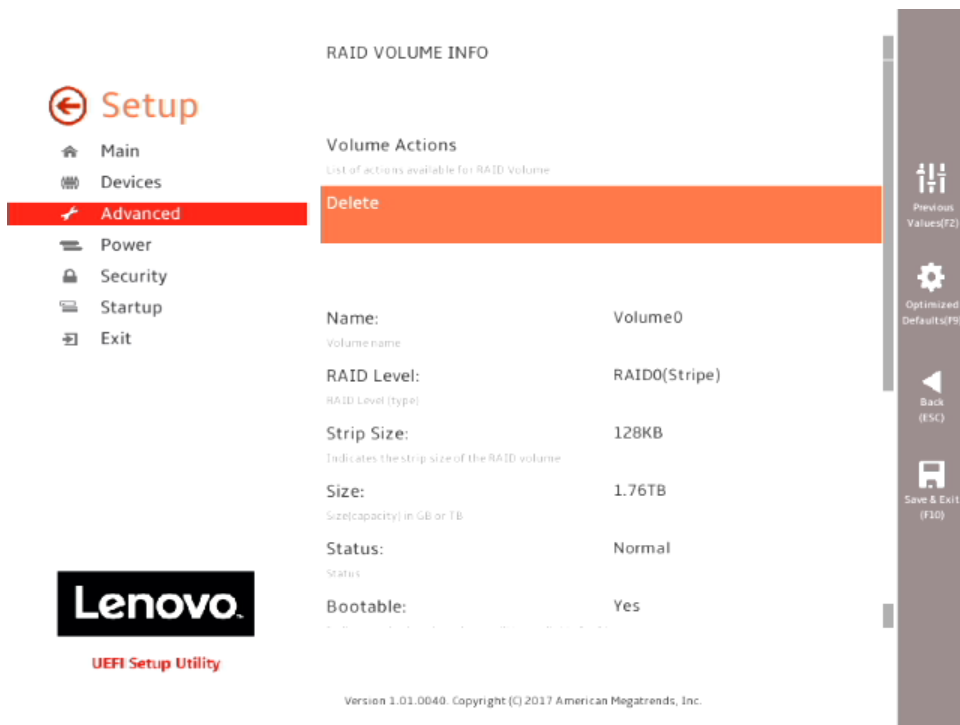 RAID VOLUME INFO
Setup
Main
Devices
Advanced
Power
Security
Startup
Exit
Volume Actions
List of actions available for RAID Volume
Delete
Name: Volume0
Volume name
RAID Level: RAID0(Stripe)
RAID Level (type)
Strip Size: 128KB
Indicates the strip size of the RAID volume
Size: 1.76TB
Size(capacity) in GB or TB
Status: Normal
Status
Bootable: Yes
Previous
Values(F2)
Optimized
Defaults(F9
Back
(ESC)
Save & Exit
(F10)
Lenovo.
UEFI Setup Utility
Version 1.01.0040. Copyright (C) 2017 American Megatrends, Inc.